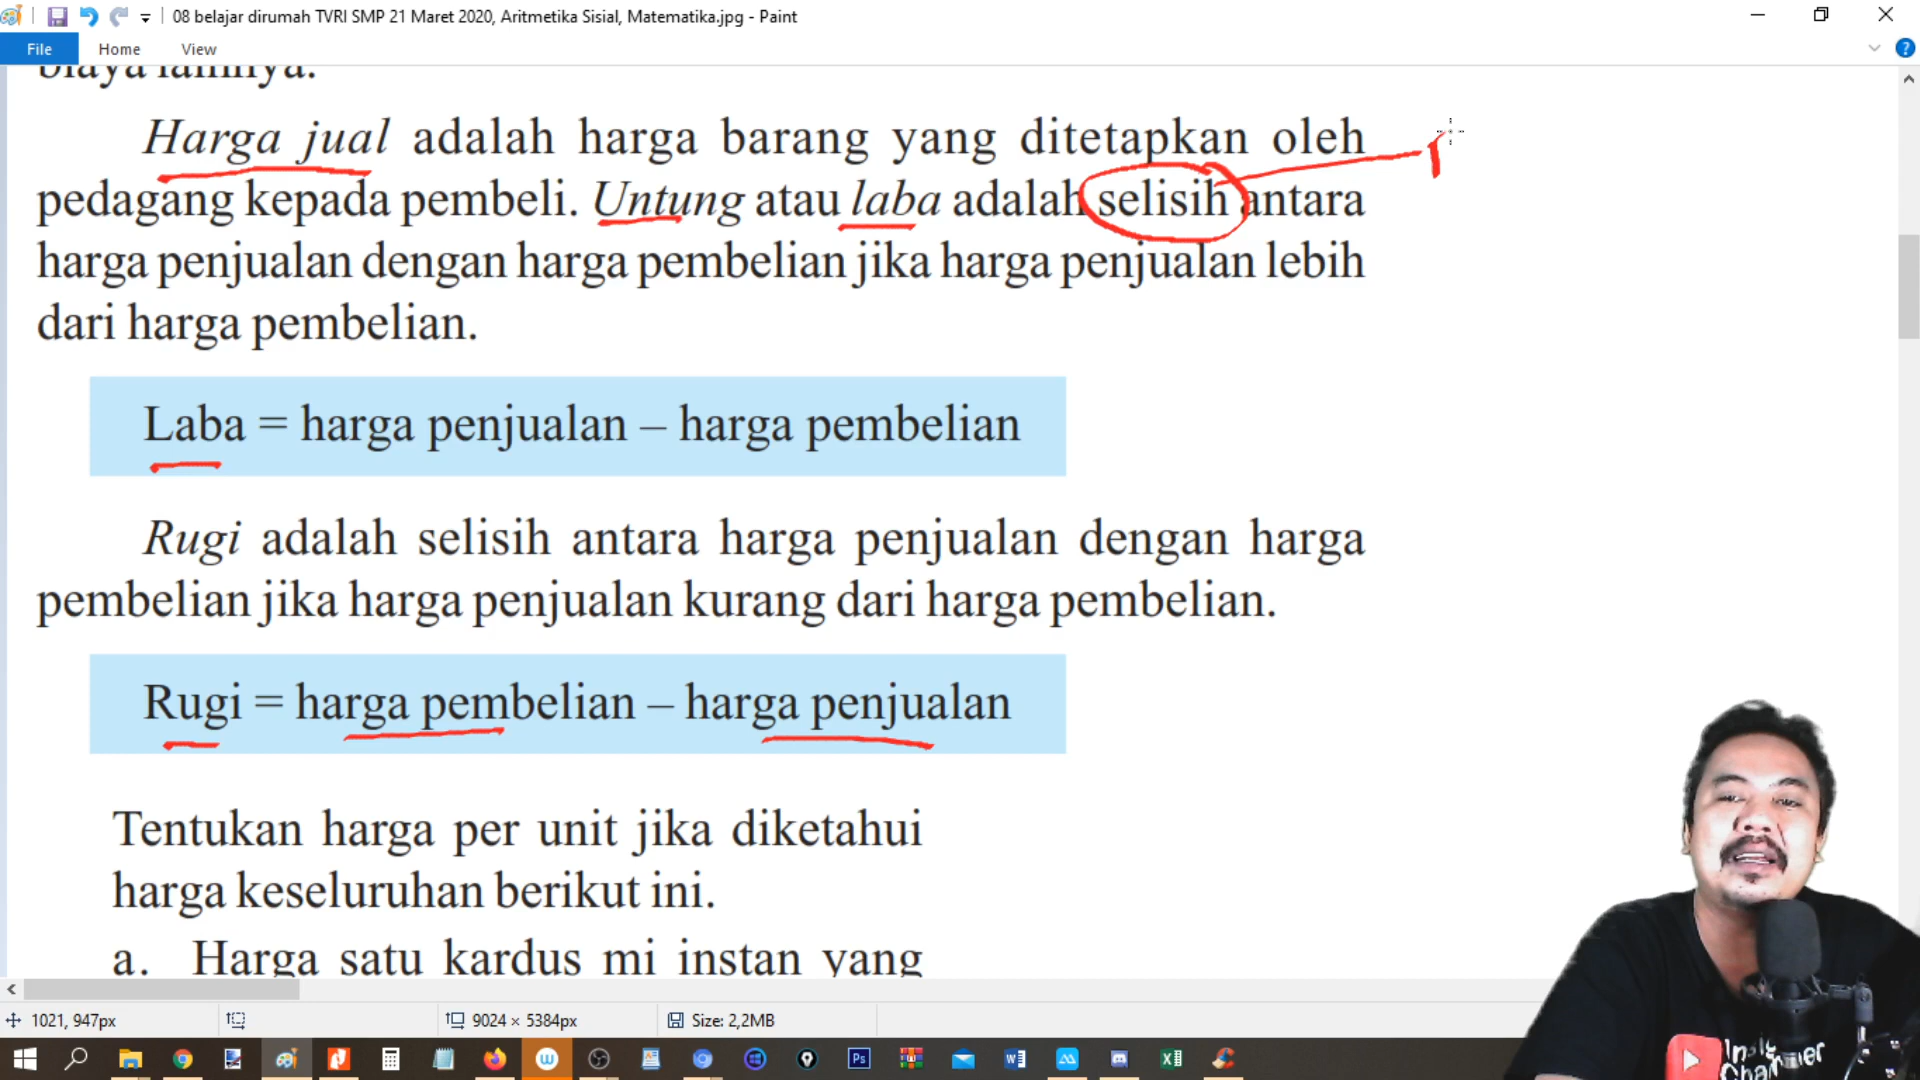 08 belajar dirumah TVRI SMP 21 Maret 2020, Aritmetika Sisial, Matematika.jpg - Paint
File Home View
biaya lainnya.
Harga jual adalah harga barang yang ditetapkan oleh
pedagang kepada pembeli. Untung atau laba adalah selisih antara
harga penjualan dengan harga pembelian jika harga penjualan lebih
dari harga pembelian.
Laba = harga penjualan – harga pembelian
Rugi adalah selisih antara harga penjualan dengan harga
pembelian jika harga penjualan kurang dari harga pembelian.
Rugi = harga pembelian – harga penjualan
Tentukan harga per unit jika diketahui
harga keseluruhan berikut ini.
a. Harga satu kardus mi instan yang
1021, 947px 9024 × 5384px Size: 2,2MB
Ps